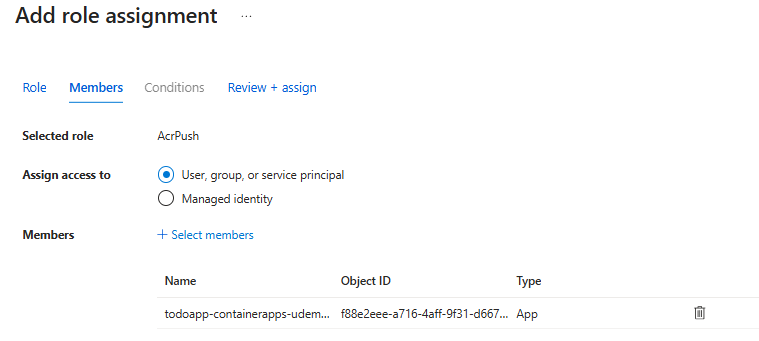 Add role assignment ...
Role Members Conditions Review + assign
Selected role AcrPush
Assign access to User, group, or service principal
Managed identity
Members + Select members
Name Object ID Type
todoapp-containerapps-udem... f88e2eee-a716-4aff-9f31-d667... App